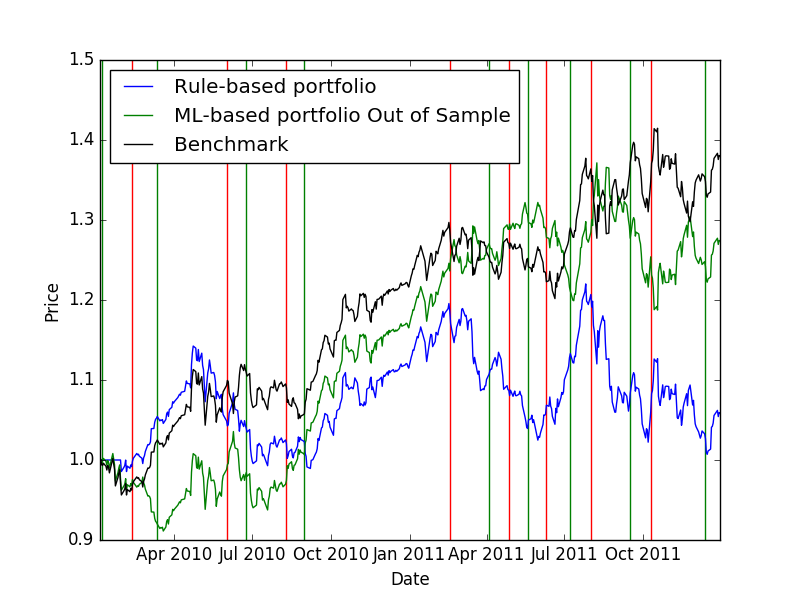 1.5
Rule-based portfolio
ML-based portfolio Out of Sample
Benchmark
1.4
1.3
1.2
1.1
1.0
0.9
Price
Apr 2010 Jul 2010 Oct 2010 Jan 2011 Apr 2011 Jul 2011 Oct 2011
Date